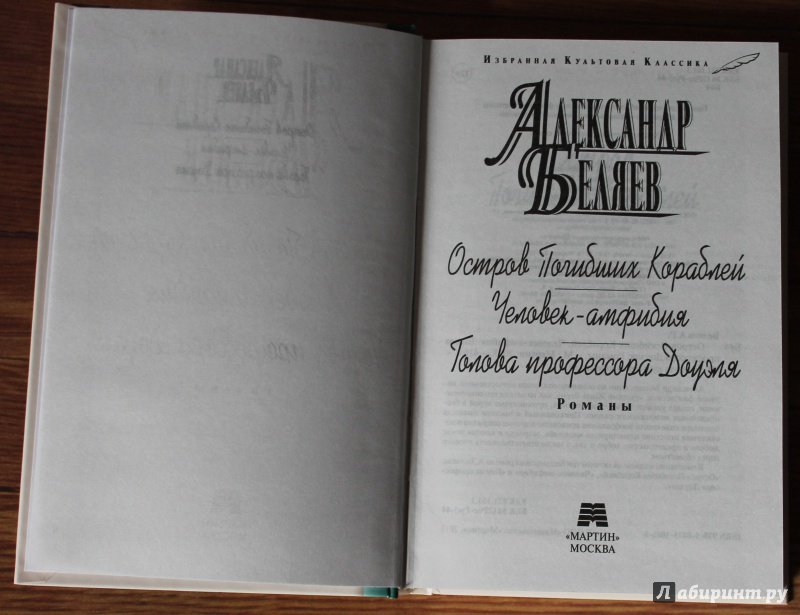 Избранная Культовая Классика
Александр
Беляев
Остров Погибших Кораблей
Человек-амфибия
Голова профессора Доуэля
Романы
«МАРТИН»
МОСКВА
Лабиринт.ру